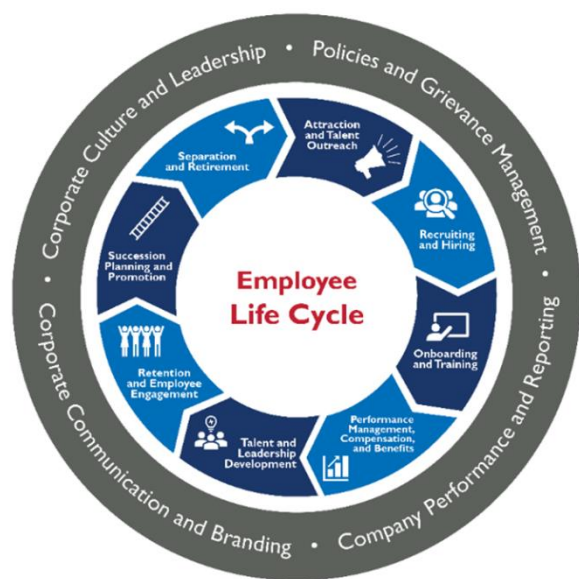 Corporate Culture and Leadership
Policies and Grievance Management
Company Performance and Reporting
Corporate Communication and Branding
Attraction
and Talent
Outreach
Recruiting
and Hiring
Onboarding
and Training
Performance
Management,
Compensation,
and Benefits
Talent and
Leadership
Development
Retention
and Employee
Engagement
Succession
Planning and
Promotion
Separation
and Retirement
Employee
Life Cycle